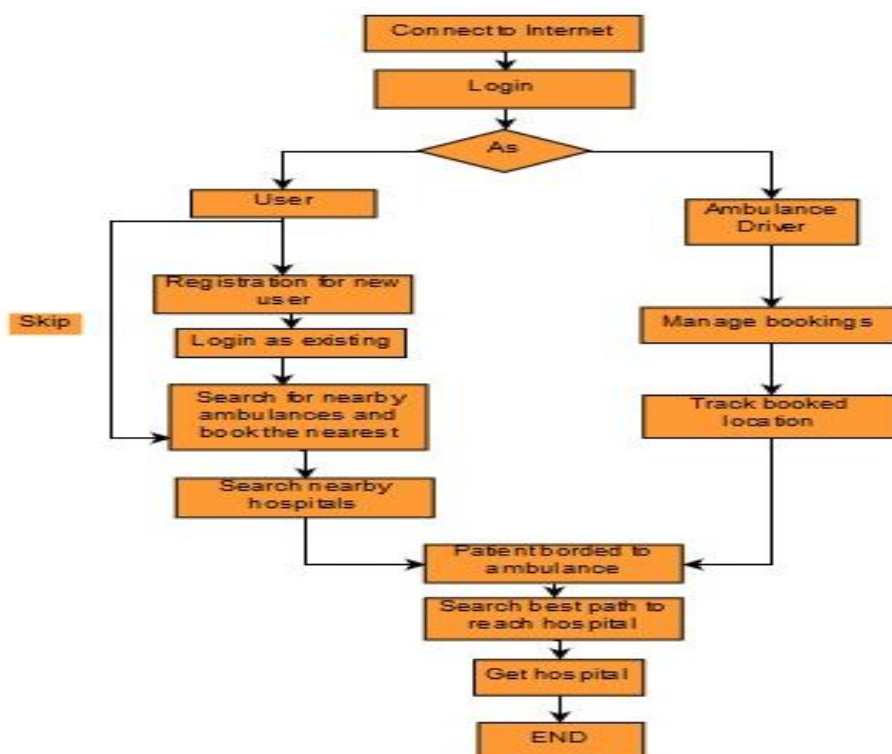 Connect to Internet
Login
As
User
Ambulance
Driver
Registration for new
user
Skip
Manage bookings
Login as existing
Search for nearby
ambulances and
book the nearest
Track booked
location
Search nearby
hospitals
Patient borded to
ambulance
Search best path to
reach hospital
Get hospital
END